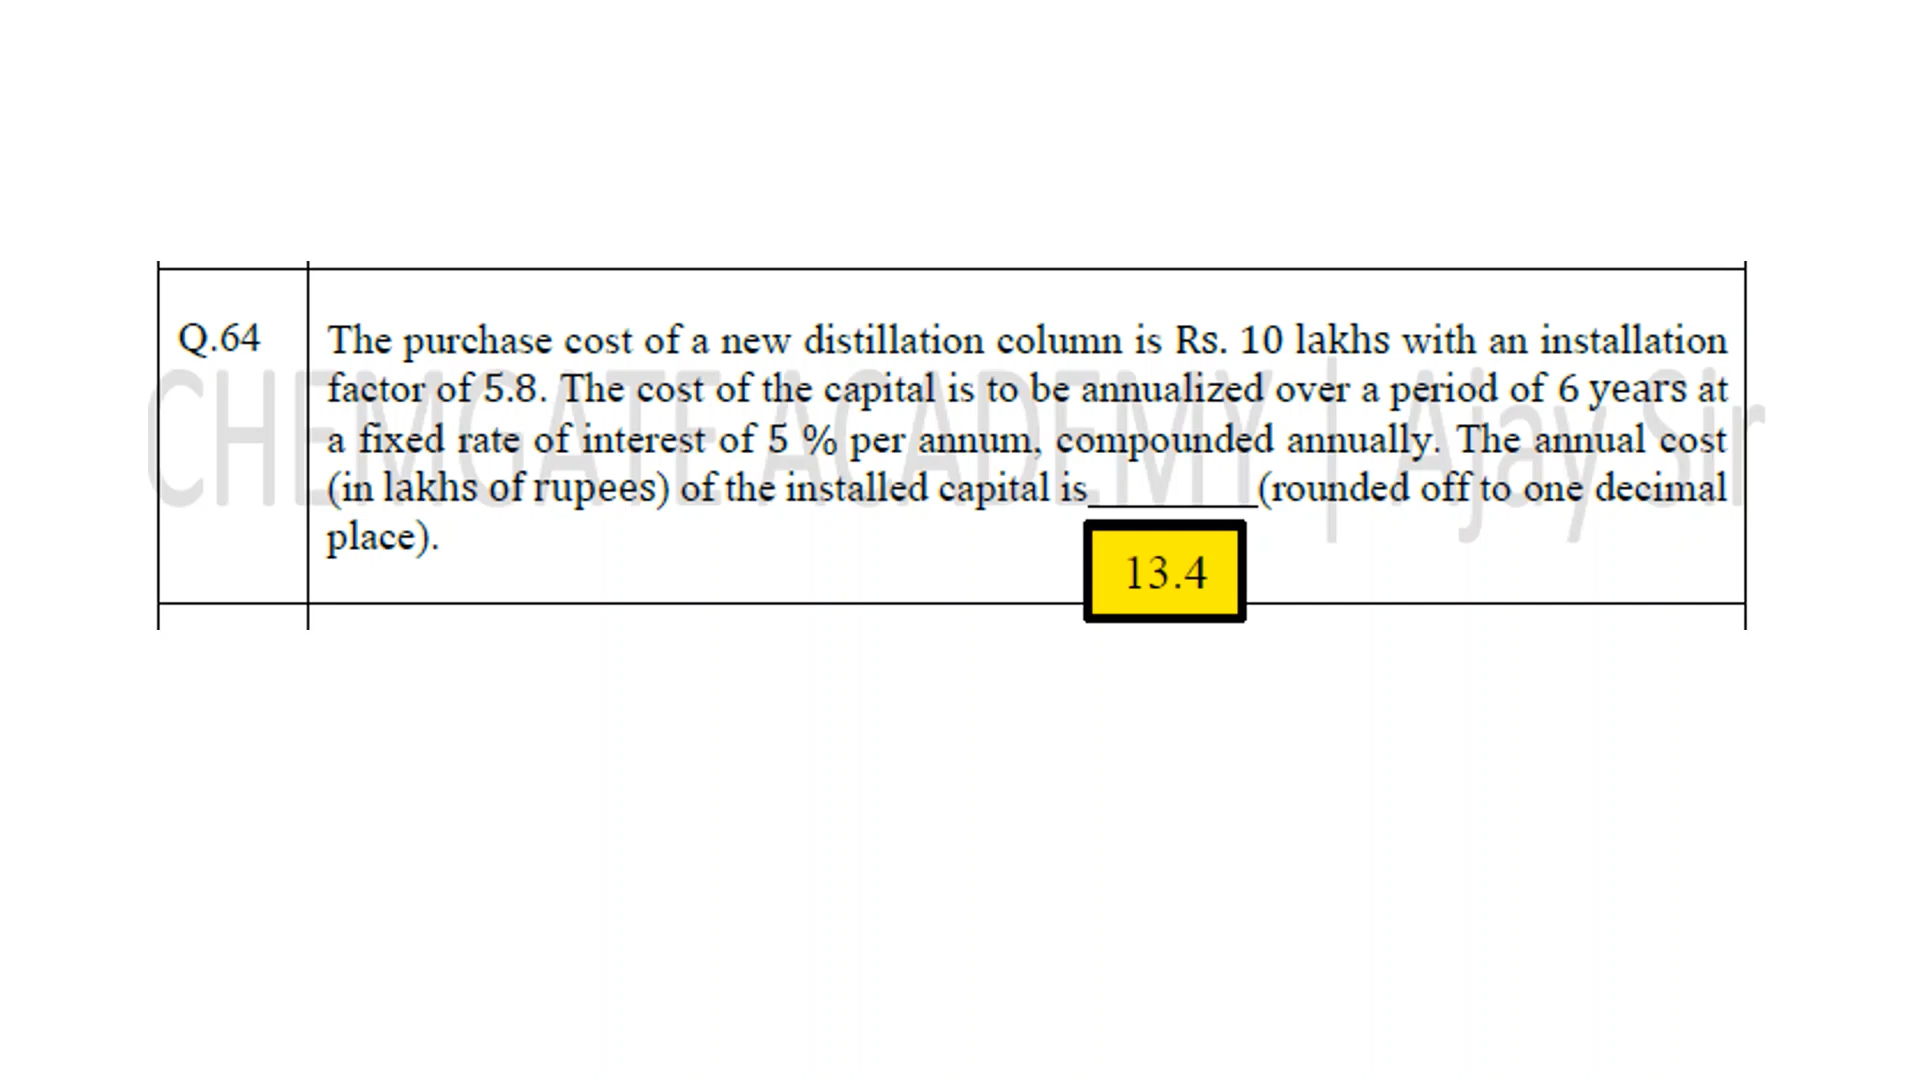 Q.64
The purchase cost of a new distillation column is Rs. 10 lakhs with an installation
factor of 5.8. The cost of the capital is to be annualized over a period of 6 years at
a fixed rate of interest of 5 % per annum, compounded annually. The annual cost
(in lakhs of rupees) of the installed capital is________(rounded off to one decimal
place).
13.4
CHEMGATE ACADEMY | Ajay Sir